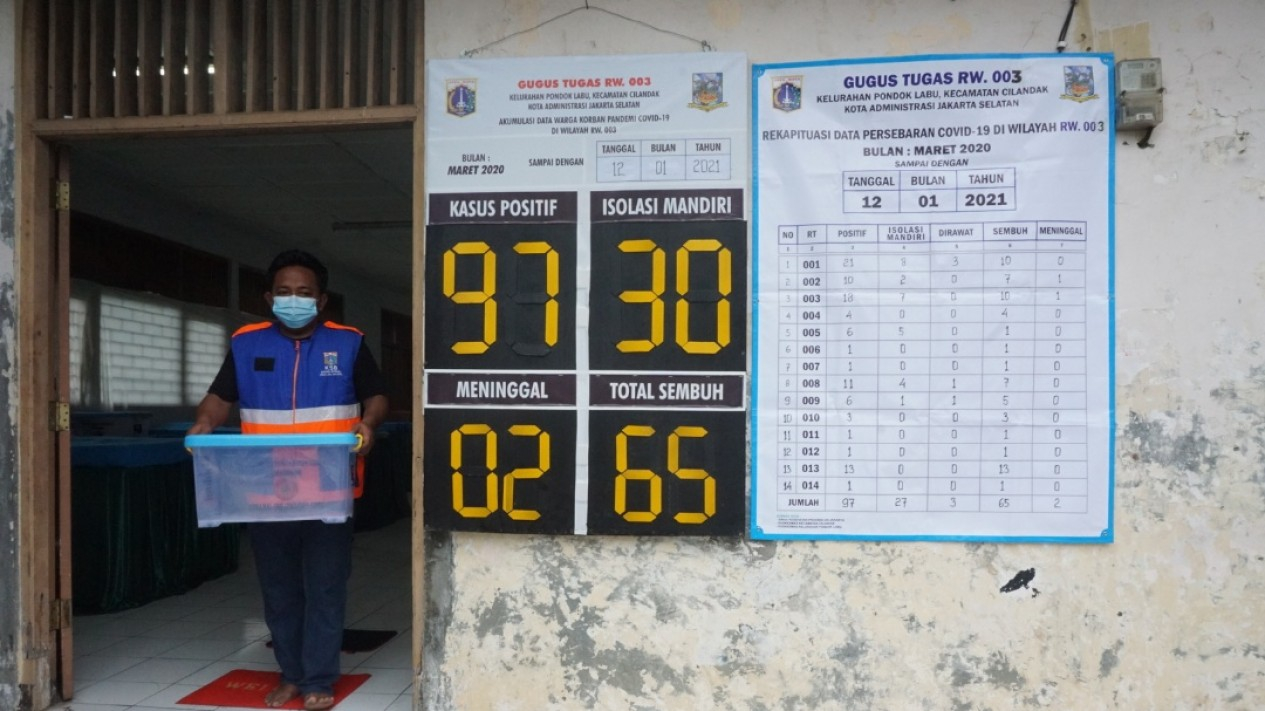 GUGUS TUGAS RW. 003
KELURAHAN PONDOK LABU, KECAMATAN CILANDAK
KOTA ADMINISTRASI JAKARTA SELATAN
AKUMULASI DATA WARGA KORBAN PANDEMI COVID-19
DI WILAYAH RW. 003
BULAN :
MARET 2020
SAMPAI DENGAN
TANGGAL BULAN TAHUN
12 01 2021
KASUS POSITIF ISOLASI MANDIRI
97 30
MENINGGAL TOTAL SEMBUH
02 65
GUGUS TUGAS RW. 003
KELURAHAN PONDOK LABU, KECAMATAN CILANDAK
KOTA ADMINISTRASI JAKARTA SELATAN
REKAPITUASI DATA PERSEBARAN COVID-19 DI WILAYAH RW. 003
BULAN : MARET 2020
SAMPAI DENGAN
TANGGAL BULAN TAHUN
12 01 2021
NO RT POSITIF ISOLASI MANDIRI DIRAWAT SEMBUH MENINGGAL
1 2 3 4 5 6 7
1 001 21 8 3 10 0
2 002 10 2 0 7 1
3 003 18 7 0 10 1
4 004 4 0 0 4 0
5 005 6 5 0 1 0
6 006 1 0 0 1 0
7 007 1 0 0 1 0
8 008 11 4 1 7 0
9 009 6 1 1 5 0
10 010 3 0 0 3 0
11 011 1 0 0 1 0
12 012 1 0 0 1 0
13 013 13 0 0 13 0
14 014 1 0 0 1 0
JUMLAH 97 27 3 65 2